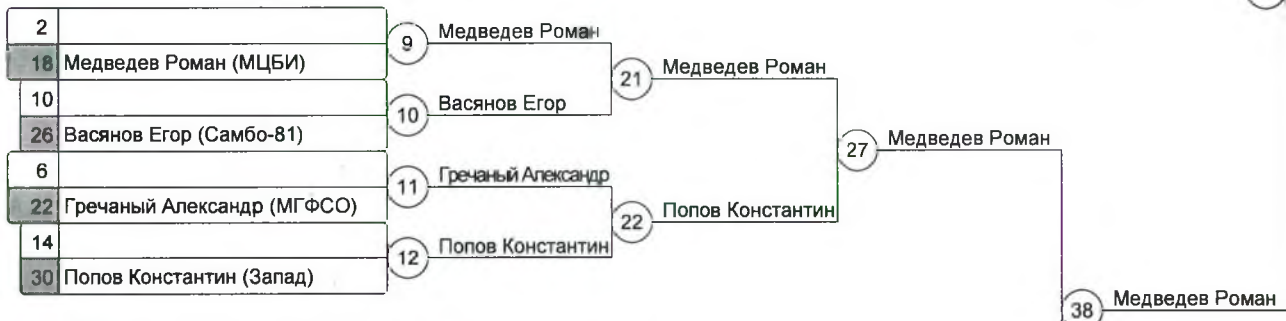 2
9 Медведев Роман
18 Медведев Роман (МЦБИ)
21 Медведев Роман
10
10 Васянов Егор
26 Васянов Егор (Самбо-81)
27 Медведев Роман
6
11 Гречаный Александр
22 Гречаный Александр (МГФСО)
22 Попов Константин
14
12 Попов Константин
30 Попов Константин (Запад)
38 Медведев Роман